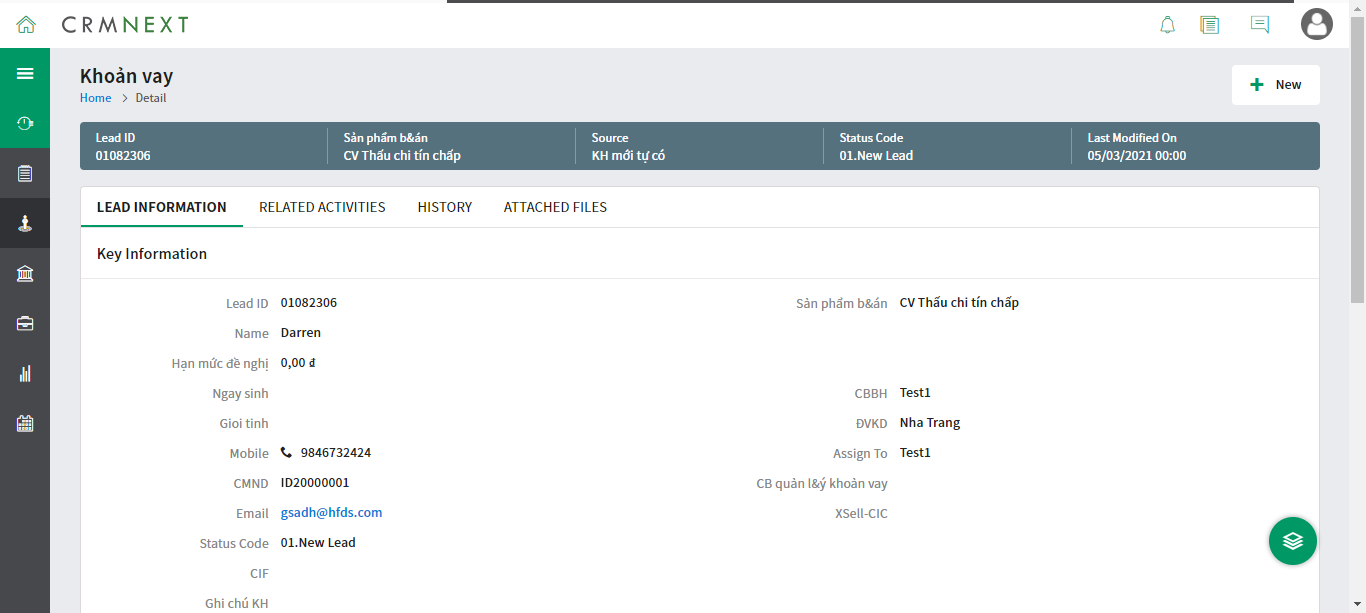 CRMNEXT
Khoản vay
Home > Detail
New
Lead ID
01082306
Sản phẩm b&án
CV Thấu chi tín chấp
Source
KH mới tự có
Status Code
01.New Lead
Last Modified On
05/03/2021 00:00
LEAD INFORMATION
RELATED ACTIVITIES
HISTORY
ATTACHED FILES
Key Information
Lead ID 01082306
Sản phẩm b&án CV Thấu chi tín chấp
Name Darren
Hạn mức đề nghị 0,00 ₫
Ngay sinh
CBBH Test1
Gioi tinh
ĐVKD Nha Trang
Mobile 9846732424
Assign To Test1
CMND ID20000001
CB quản l&ý khoản vay
Email gsadh@hfds.com
XSell-CIC
Status Code 01.New Lead
CIF
Ghi chú KH